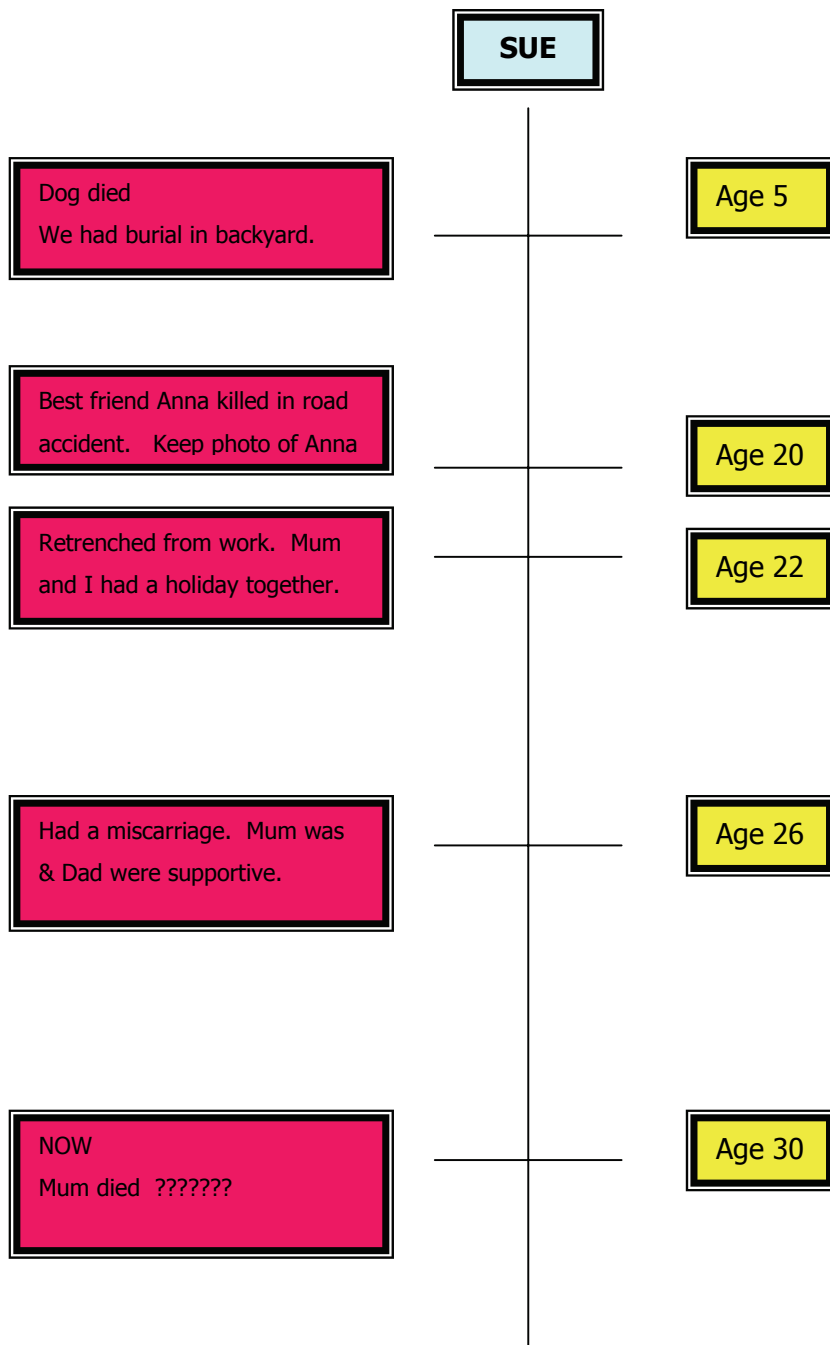 SUE
Dog died
We had burial in backyard.
Age 5
Best friend Anna killed in road
accident. Keep photo of Anna
Age 20
Retrenched from work. Mum
and I had a holiday together.
Age 22
Had a miscarriage. Mum was
& Dad were supportive.
Age 26
NOW
Mum died ???????
Age 30